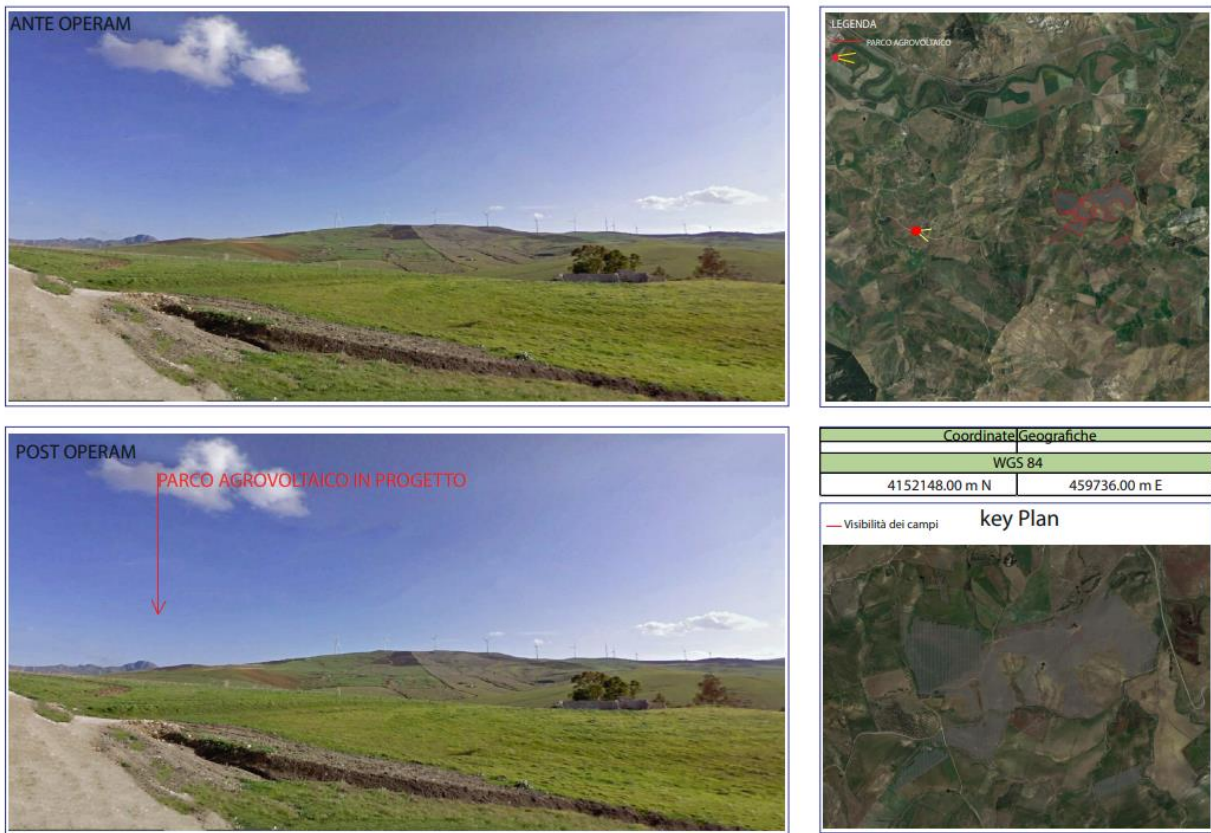 ANTE OPERAM
LEGENDA
PARCO AGROVOLTAICO
POST OPERAM
PARCO AGROVOLTAICO IN PROGETTO
Coordinate Geografiche
WGS 84
4152148.00 m N 459736.00 m E
Visibilità dei campi
key Plan